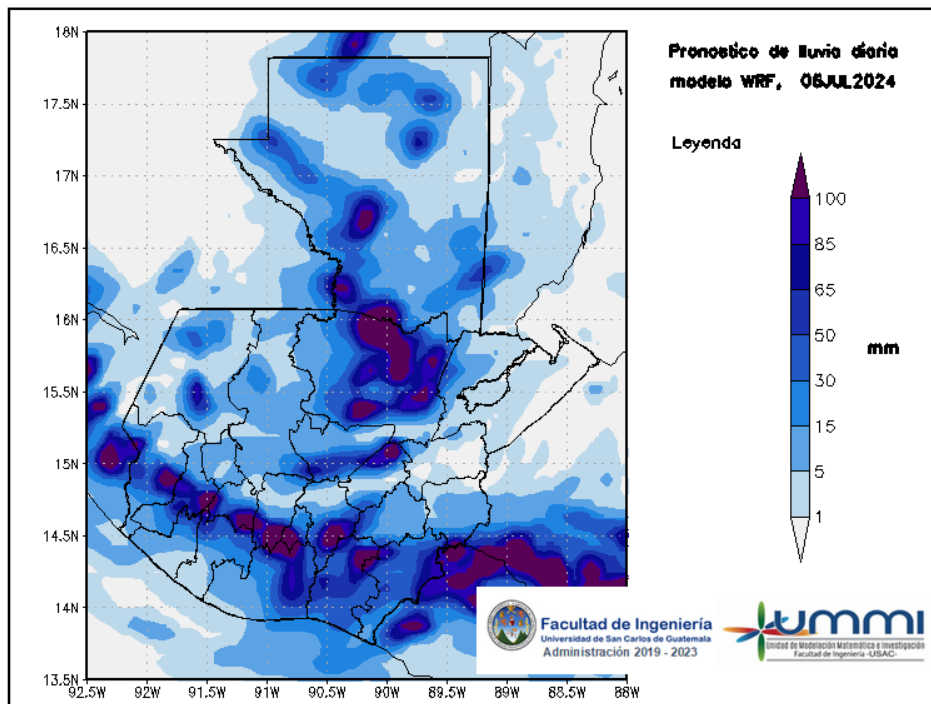 Pronostico de lluvia diaria
modelo WRF, 06JUL2024
Leyenda
100
85
65
50
30
15
5
1
mm
18N
17.5N
17N
16.5N
16N
15.5N
15N
14.5N
14N
13.5N
92.5W 92W 91.5W 91W 90.5W 90W 89.5W 89W 88.5W 88W
Facultad de Ingeniería
Universidad de San Carlos de Guatemala
Administración 2019 - 2023
UMMI
Unidad de Modelación Matemática e Investigación
Facultad de Ingeniería -USAC-